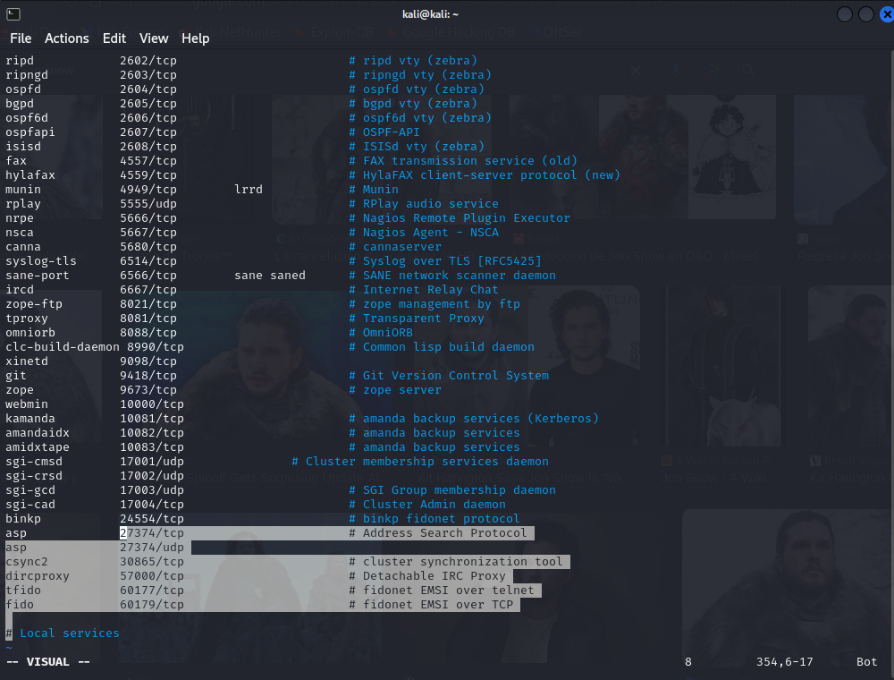 kali@kali: ~
File Actions Edit View Help
ripd 2602/tcp # ripd vty (zebra)
ripngd 2603/tcp # ripngd vty (zebra)
ospfd 2604/tcp # ospfd vty (zebra)
bgpd 2605/tcp # bgpd vty (zebra)
ospf6d 2606/tcp # ospf6d vty (zebra)
ospfapi 2607/tcp # OSPF-API
isisd 2608/tcp # ISISd vty (zebra)
fax 4557/tcp # FAX transmission service (old)
hylafax 4559/tcp # HylaFAX client-server protocol (new)
munin 4949/tcp lrrd # Munin
rplay 5555/udp # RPlay audio service
nrpe 5666/tcp # Nagios Remote Plugin Executor
nsca 5667/tcp # Nagios Agent - NSCA
canna 5680/tcp # cannaserver
syslog-tls 6514/tcp # Syslog over TLS [RFC5425]
sane-port 6566/tcp sane saned # SANE network scanner daemon
ircd 6667/tcp # Internet Relay Chat
zope-ftp 8021/tcp # zope management by ftp
tproxy 8081/tcp # Transparent Proxy
omniorb 8088/tcp # OmniORB
clc-build-daemon 8990/tcp # Common lisp build daemon
xinetd 9098/tcp
git 9418/tcp # Git Version Control System
zope 9673/tcp # zope server
webmin 10000/tcp
kamanda 10081/tcp # amanda backup services (Kerberos)
amandaidx 10082/tcp # amanda backup services
amidxtape 10083/tcp # amanda backup services
sgi-cmsd 17001/udp # Cluster membership services daemon
sgi-crsd 17002/udp
sgi-gcd 17003/udp # SGI Group membership daemon
sgi-cad 17004/tcp # Cluster Admin daemon
binkp 24554/tcp # binkp fidonet protocol
asp 27374/tcp # Address Search Protocol
asp 27374/udp
csync2 30865/tcp # cluster synchronization tool
dircproxy 57000/tcp # Detachable IRC Proxy
tfido 60177/tcp # fidonet EMSI over telnet
fido 60179/tcp # fidonet EMSI over TCP
# Local services
~
-- VISUAL -- 8 354,6-17 Bot